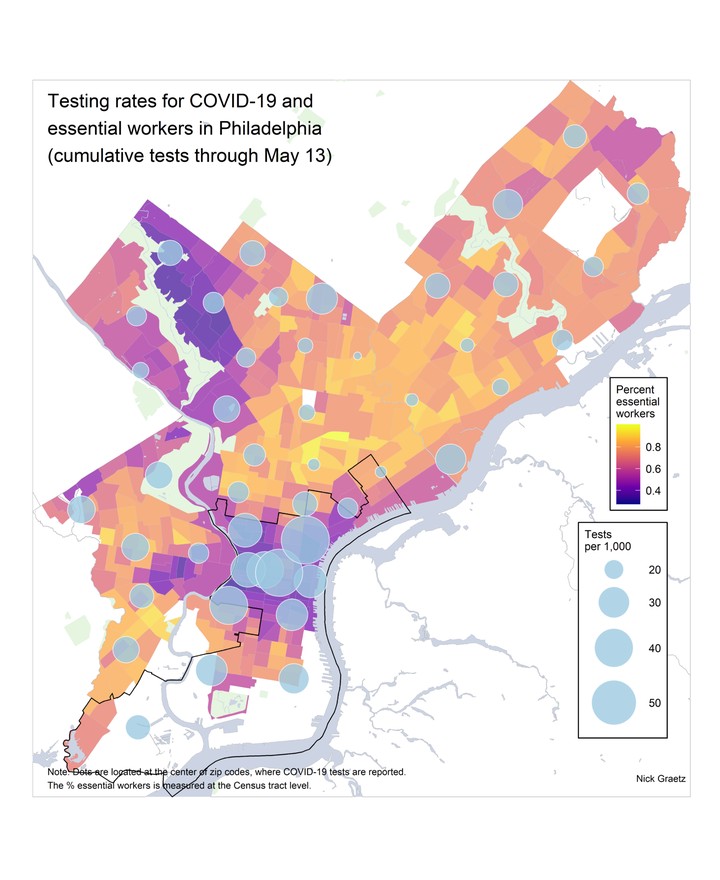 Testing rates for COVID-19 and
essential workers in Philadelphia
(cumulative tests through May 13)
Percent
essential
workers
0.8
0.6
0.4
Tests
per 1,000
20
30
40
50
Note: Dots are located at the center of zip codes, where COVID-19 tests are reported.
The % essential workers is measured at the Census tract level.
Nick Graetz